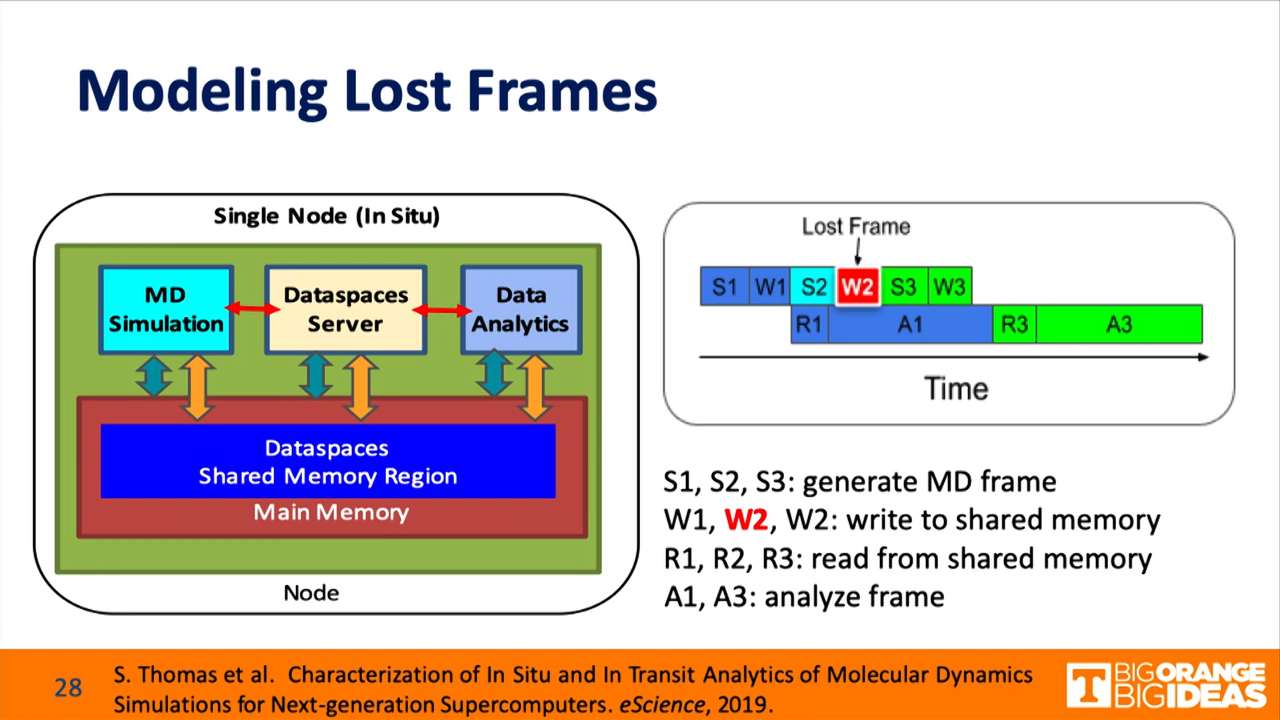 Modeling Lost Frames
Single Node (In Situ)
MD
Simulation
Dataspaces
Server
Data
Analytics
Dataspaces
Shared Memory Region
Main Memory
Node
Lost Frame
S1 W1 S2 W2 S3 W3
R1 A1 R3 A3
Time
S1, S2, S3: generate MD frame
W1, W2, W2: write to shared memory
R1, R2, R3: read from shared memory
A1, A3: analyze frame
28
S. Thomas et al. Characterization of In Situ and In Transit Analytics of Molecular Dynamics
Simulations for Next-generation Supercomputers. eScience, 2019.
T
BIG ORANGE
BIG IDEAS